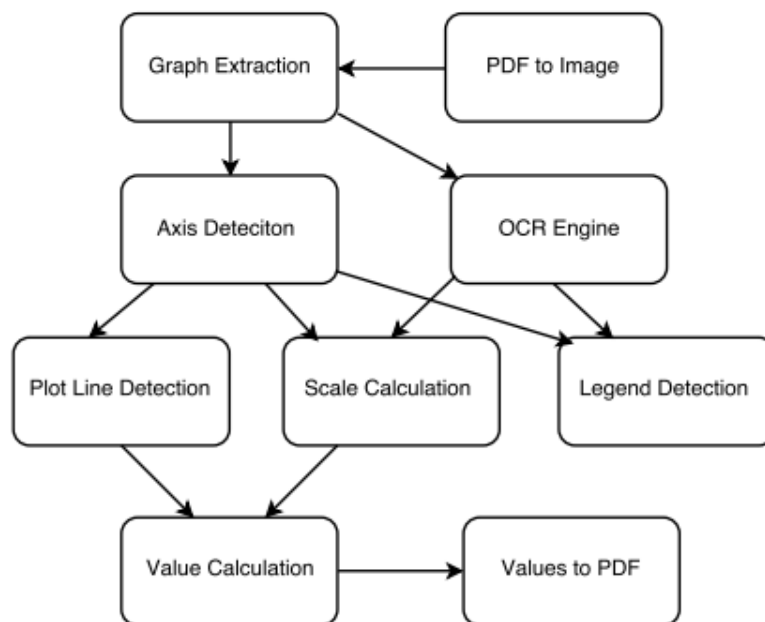 Graph Extraction
PDF to Image
Axis Deteciton
OCR Engine
Plot Line Detection
Scale Calculation
Legend Detection
Value Calculation
Values to PDF